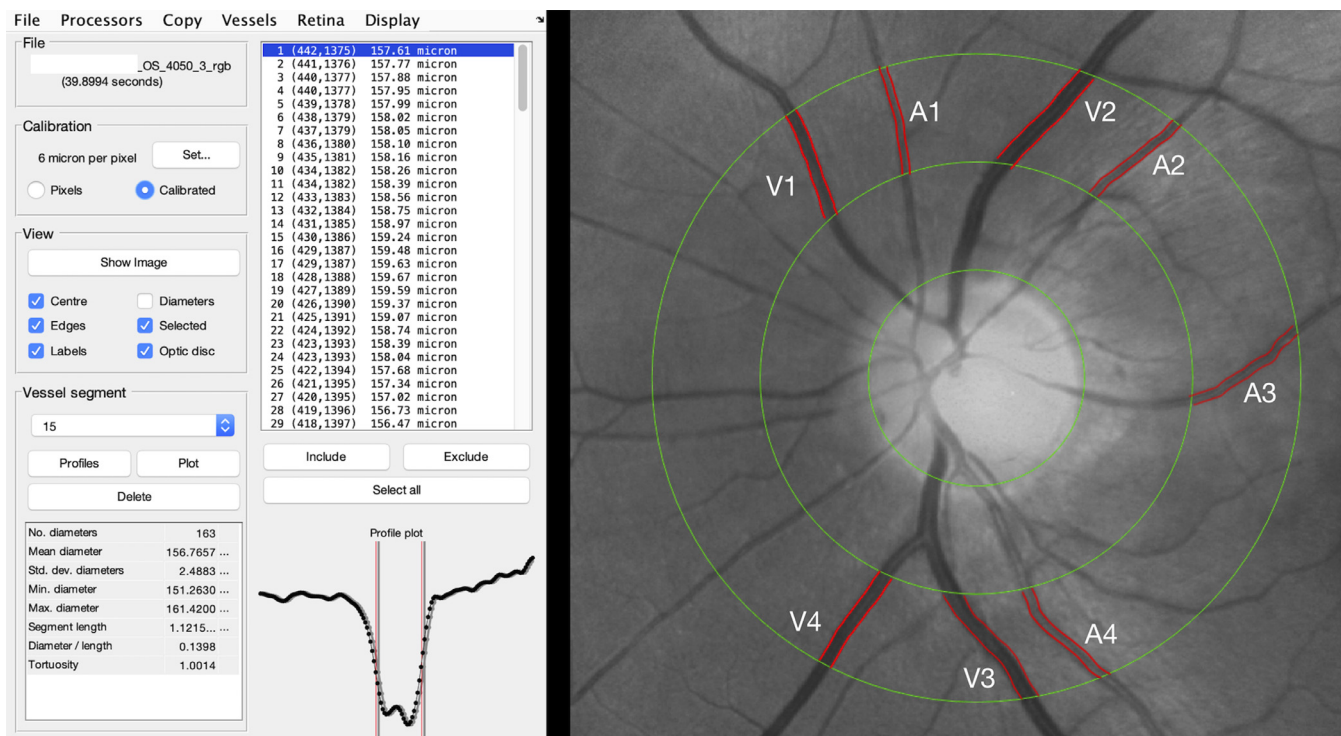 File Processors Copy Vessels Retina Display
File
_OS_4050_3_rgb
(39.8994 seconds)
Calibration
6 micron per pixel Set...
Pixels Calibrated
View
Show Image
Centre Diameters
Edges Selected
Labels Optic disc
Vessel segment
15
Profiles Plot
Delete
No. diameters 163
Mean diameter 156.7657 ...
Std. dev. diameters 2.4883 ...
Min. diameter 151.2630 ...
Max. diameter 161.4200 ...
Segment length 1.1215... ...
Diameter / length 0.1398
Tortuosity 1.0014
1 (442,1375) 157.61 micron
2 (441,1376) 157.77 micron
3 (440,1377) 157.88 micron
4 (440,1377) 157.95 micron
5 (439,1378) 157.99 micron
6 (438,1379) 158.02 micron
7 (437,1379) 158.05 micron
8 (436,1380) 158.10 micron
9 (435,1381) 158.16 micron
10 (434,1382) 158.26 micron
11 (434,1382) 158.39 micron
12 (433,1383) 158.56 micron
13 (432,1384) 158.75 micron
14 (431,1385) 158.97 micron
15 (430,1386) 159.24 micron
16 (429,1387) 159.48 micron
17 (429,1387) 159.63 micron
18 (428,1388) 159.67 micron
19 (427,1389) 159.59 micron
20 (426,1390) 159.37 micron
21 (425,1391) 159.07 micron
22 (424,1392) 158.74 micron
23 (423,1393) 158.39 micron
24 (423,1393) 158.04 micron
25 (422,1394) 157.68 micron
26 (421,1395) 157.34 micron
27 (420,1395) 157.02 micron
28 (419,1396) 156.73 micron
29 (418,1397) 156.47 micron
Include Exclude
Select all
Profile plot
A1
V2
A2
V1
A3
V4
A4
V3